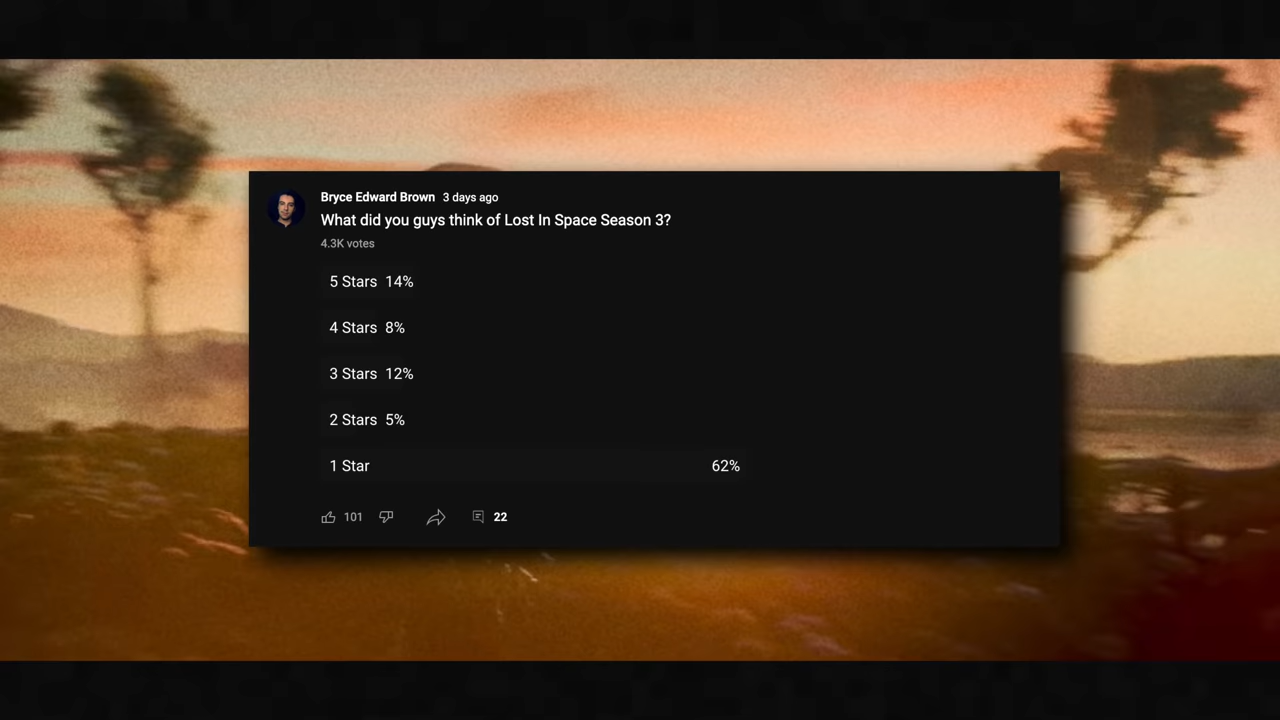 Bryce Edward Brown 3 days ago
What did you guys think of Lost In Space Season 3?
4.3K votes
5 Stars 14%
4 Stars 8%
3 Stars 12%
2 Stars 5%
1 Star 62%
101 22